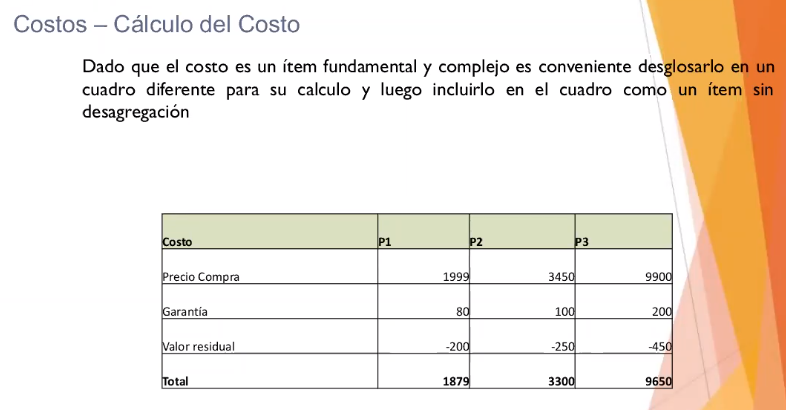 Costos – Cálculo del Costo
Dado que el costo es un ítem fundamental y complejo es conveniente desglosarlo en un
cuadro diferente para su calculo y luego incluirlo en el cuadro como un ítem sin
desagregación
Costo P1 P2 P3
Precio Compra 1999 3450 9900
Garantía 80 100 200
Valor residual -200 -250 -450
Total 1879 3300 9650